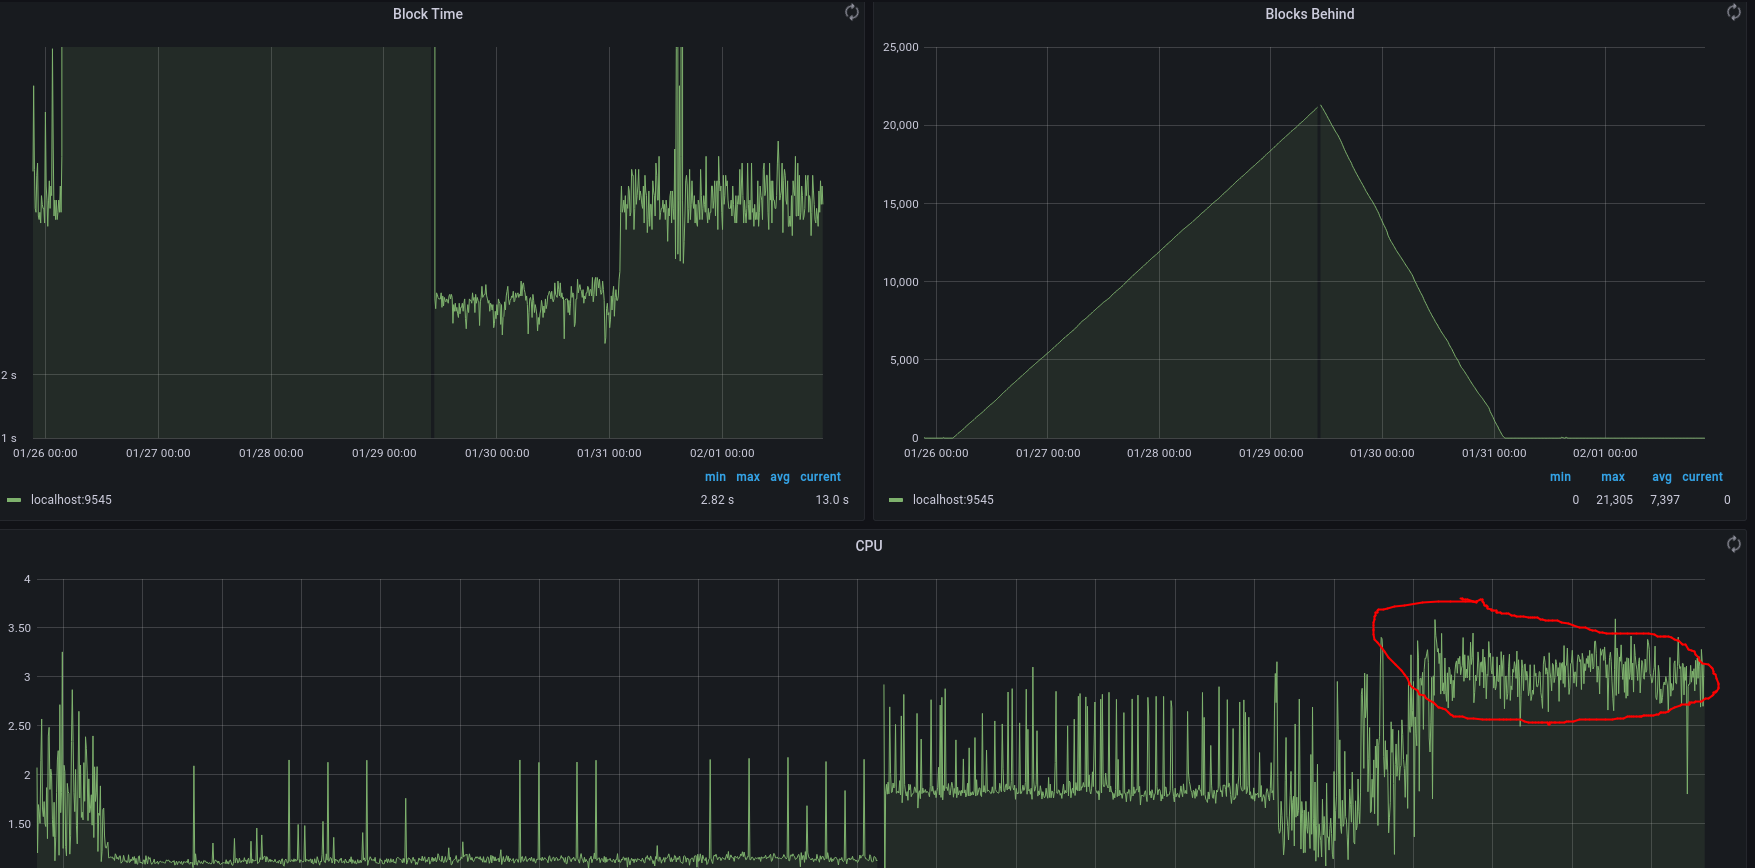 Block Time
2 s
1 s
01/26 00:00 01/27 00:00 01/28 00:00 01/29 00:00 01/30 00:00 01/31 00:00 02/01 00:00
min max avg current
localhost:9545 2.82 s 13.0 s
Blocks Behind
25,000
20,000
15,000
10,000
5,000
0
01/26 00:00 01/27 00:00 01/28 00:00 01/29 00:00 01/30 00:00 01/31 00:00 02/01 00:00
min max avg current
localhost:9545 0 21,305 7,397 0
CPU
4
3.50
3
2.50
2
1.50